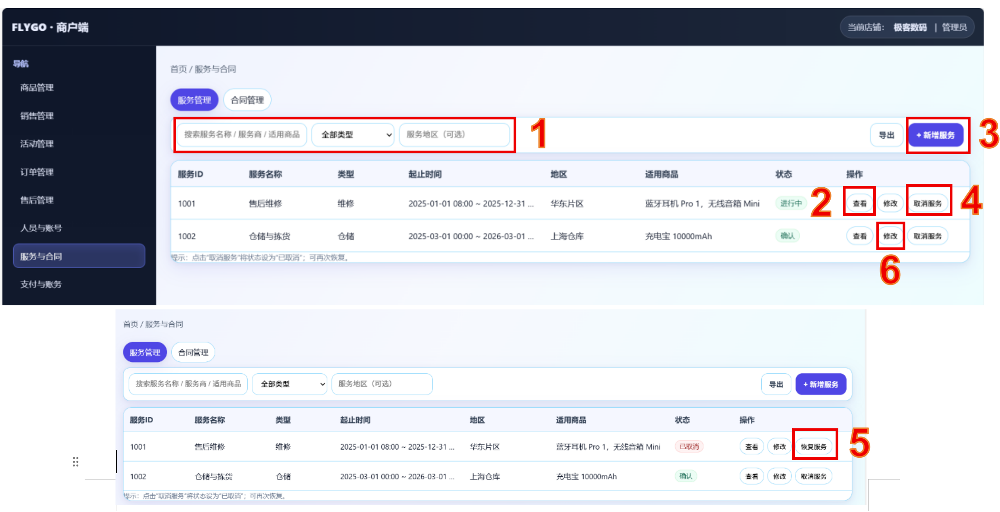 FLYGO · 商户端
当前店铺： 极客数码 | 管理员
导航
商品管理
销售管理
活动管理
订单管理
售后管理
人员与账号
服务与合同
支付与账务
首页 / 服务与合同
服务管理 合同管理
搜索服务名称 / 服务商 / 适用商品 全部类型 服务地区（可选） 1 导出 + 新增服务 3
服务ID 服务名称 类型 起止时间 地区 适用商品 状态 操作
1001 售后维修 维修 2025-01-01 08:00 ~ 2025-12-31 ... 华东片区 蓝牙耳机 Pro 1，无线音箱 Mini 进行中 2 查看 修改 取消服务 4
1002 仓储与拣货 仓储 2025-03-01 00:00 ~ 2026-03-01 ... 上海仓库 充电宝 10000mAh 确认 查看 修改 取消服务
6
提示：点击“取消服务”将状态设为“已取消”；可再次恢复。
首页 / 服务与合同
服务管理 合同管理
搜索服务名称 / 服务商 / 适用商品 全部类型 服务地区（可选） 导出 + 新增服务
服务ID 服务名称 类型 起止时间 地区 适用商品 状态 操作
1001 售后维修 维修 2025-01-01 08:00 ~ 2025-12-31 ... 华东片区 蓝牙耳机 Pro 1，无线音箱 Mini 已取消 查看 修改 恢复服务 5
1002 仓储与拣货 仓储 2025-03-01 00:00 ~ 2026-03-01 ... 上海仓库 充电宝 10000mAh 确认 查看 修改 取消服务
提示：点击“取消服务”将状态设为“已取消”；可再次恢复。